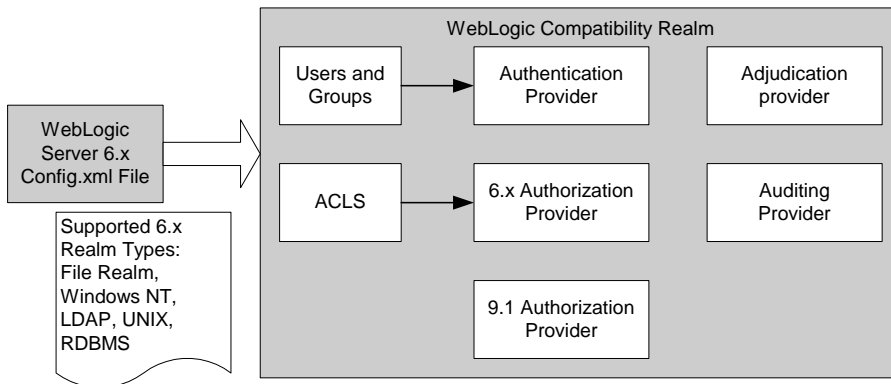 WebLogic Compatibility Realm
Users and
Groups
Authentication
Provider
Adjudication
provider
WebLogic
Server 6.x
Config.xml File
ACLS
6.x Authorization
Provider
Auditing
Provider
Supported 6.x
Realm Types:
File Realm,
Windows NT,
LDAP, UNIX,
RDBMS
9.1 Authorization
Provider